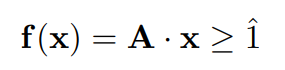 f(x) = A · x ≥ 1̂